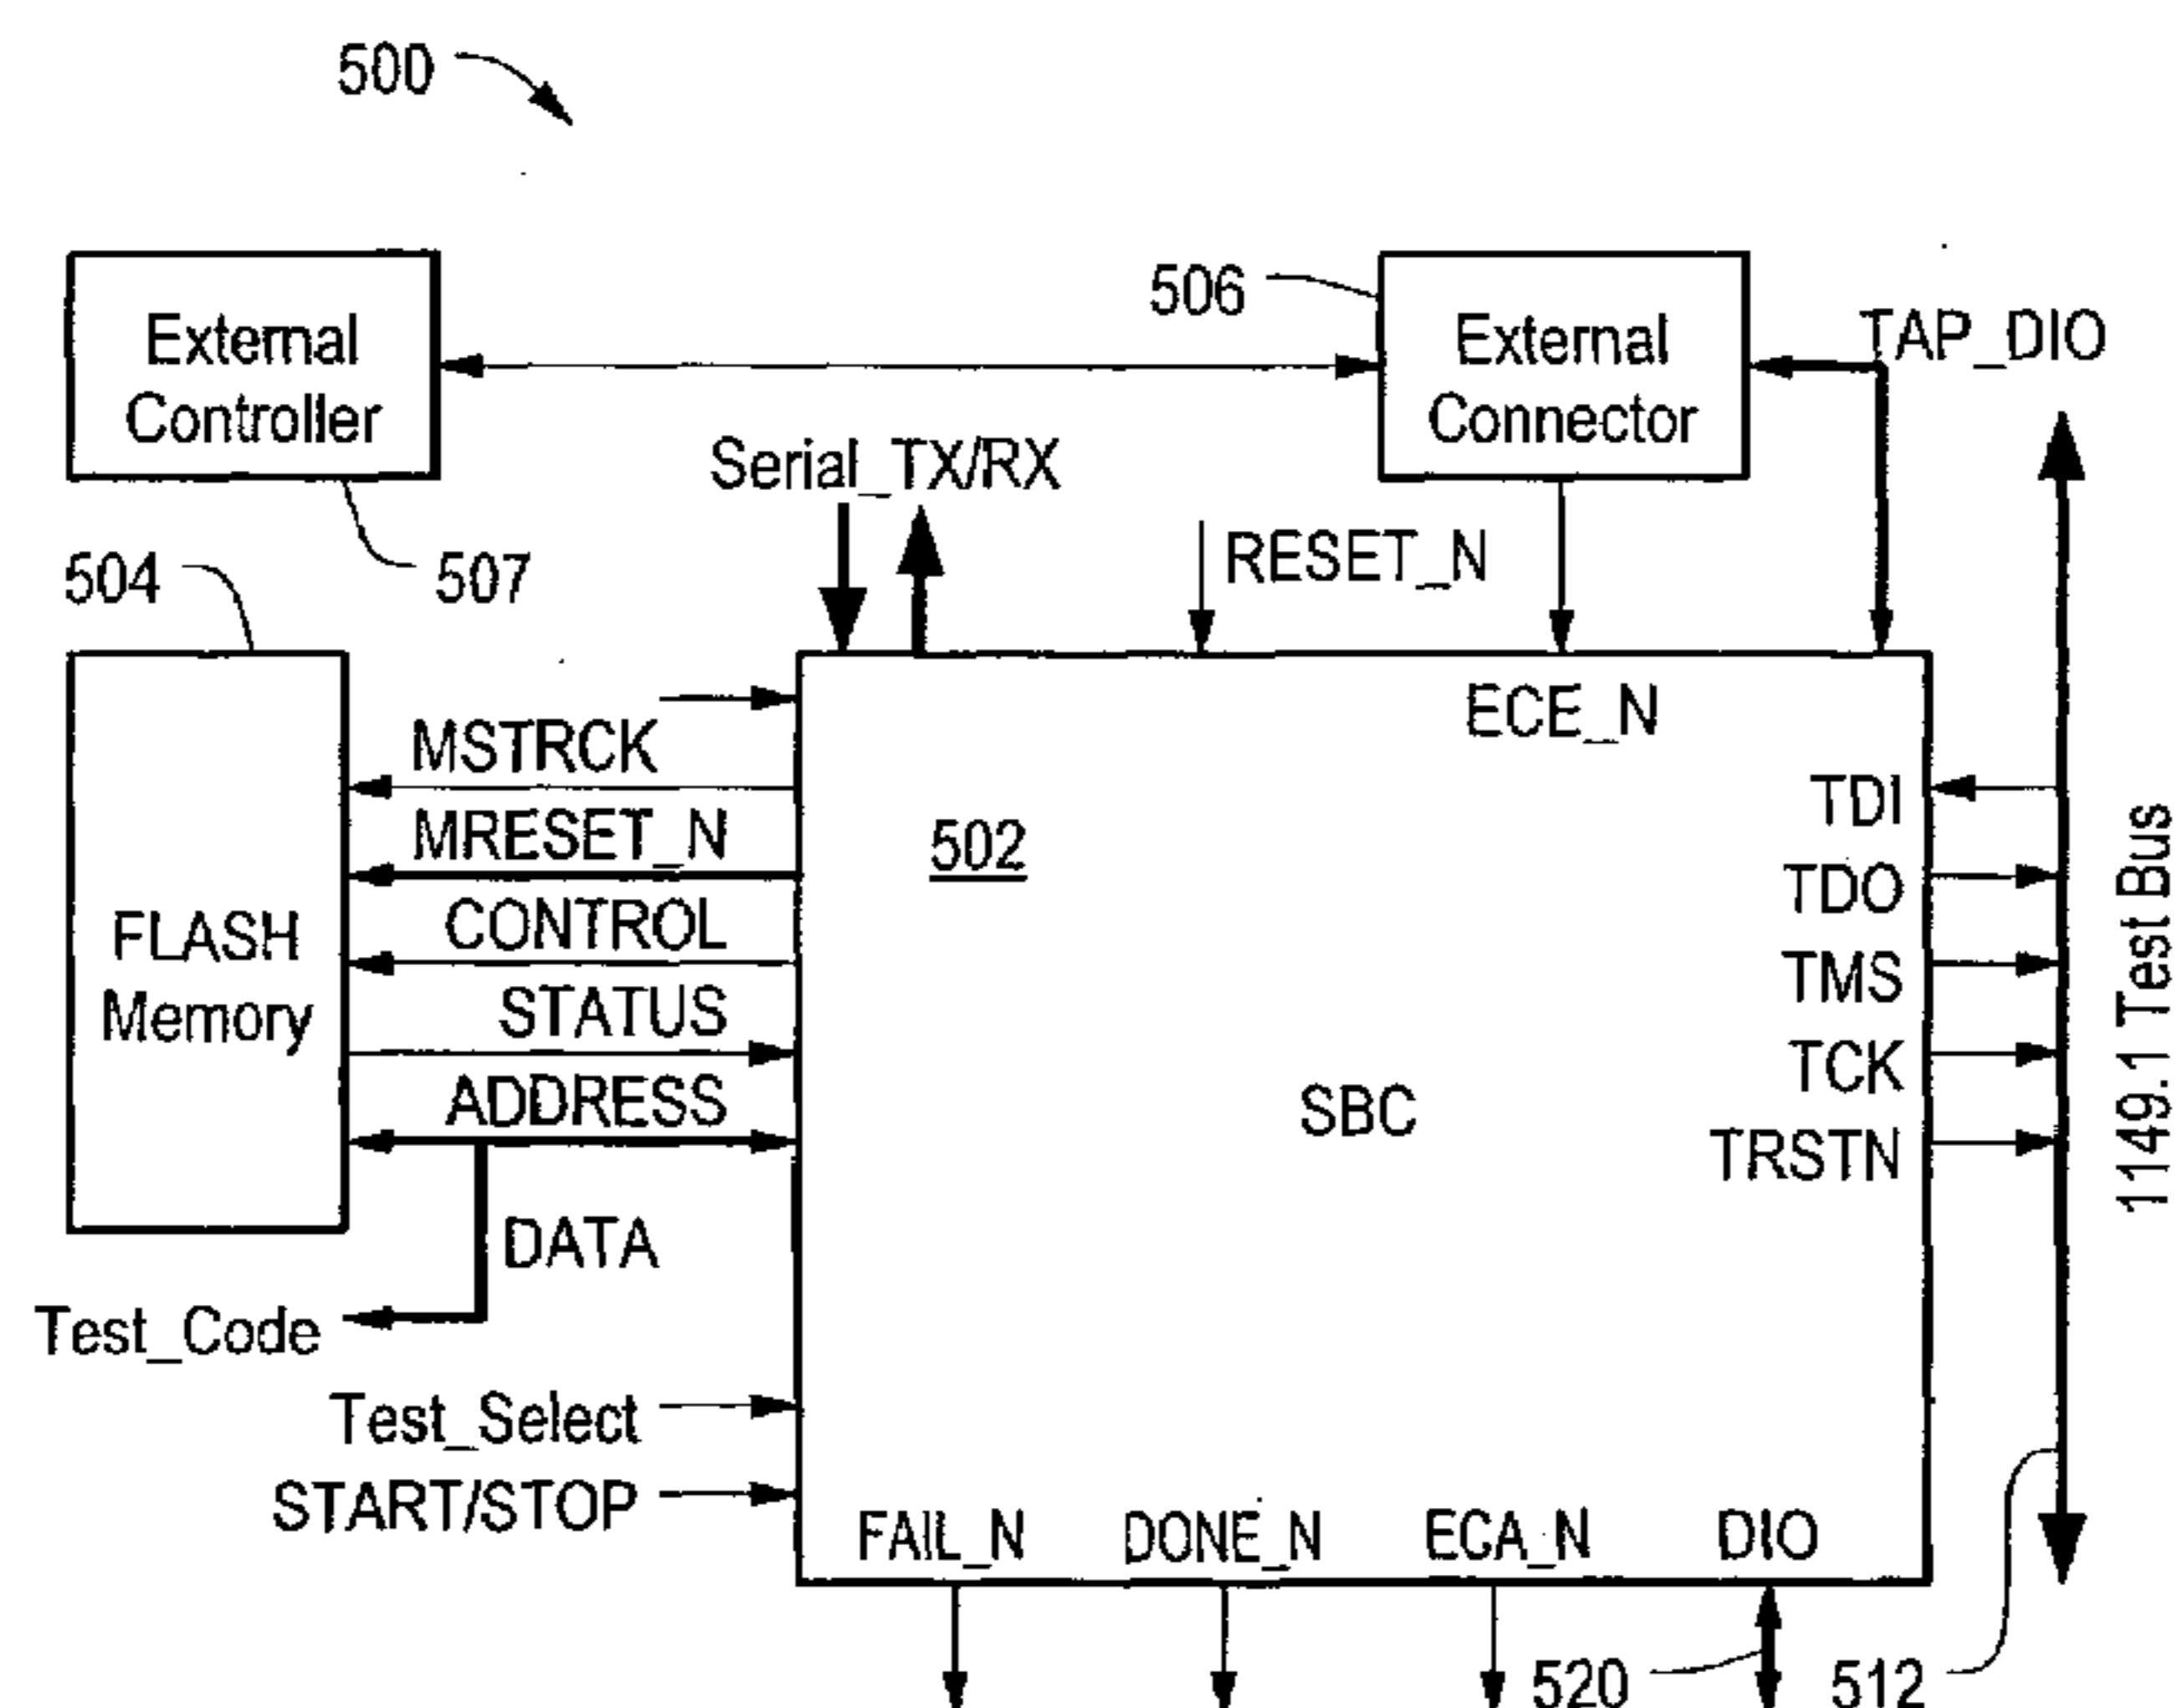 500
External
Controller
506
External
Connector
TAP_DIO
Serial_TX/RX
RESET_N
504
507
MSTRCK
ECE_N
MRESET_N
502
TDI
CONTROL
TDO
FLASH
Memory
STATUS
TMS
ADDRESS
SBC
TCK
TRSTN
1149.1 Test Bus
DATA
Test_Code
Test_Select
START/STOP
FAIL_N
DONE_N
ECA_N
DIO
520
512